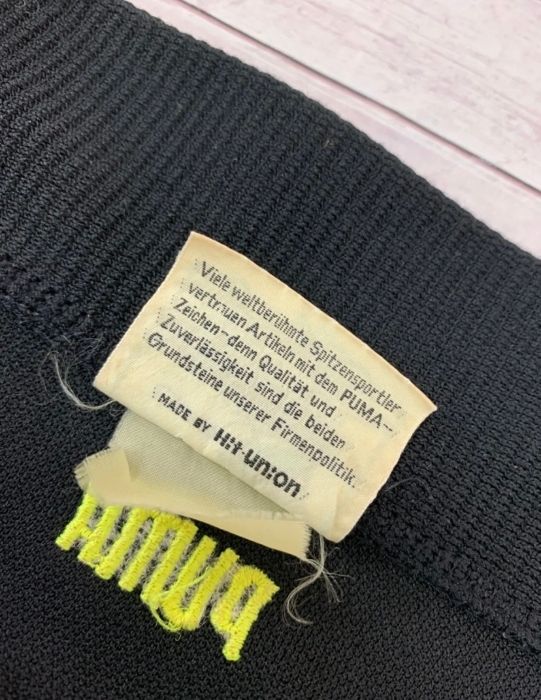 Viele weltberühmte Spitzensportler
vertrauen Artikeln mit dem PUMA-
Zeichen-denn Qualität und
Zuverlässigkeit sind die beiden
Grundsteine unserer Firmenpolitik.
MADE BY Hit-union
PUMA